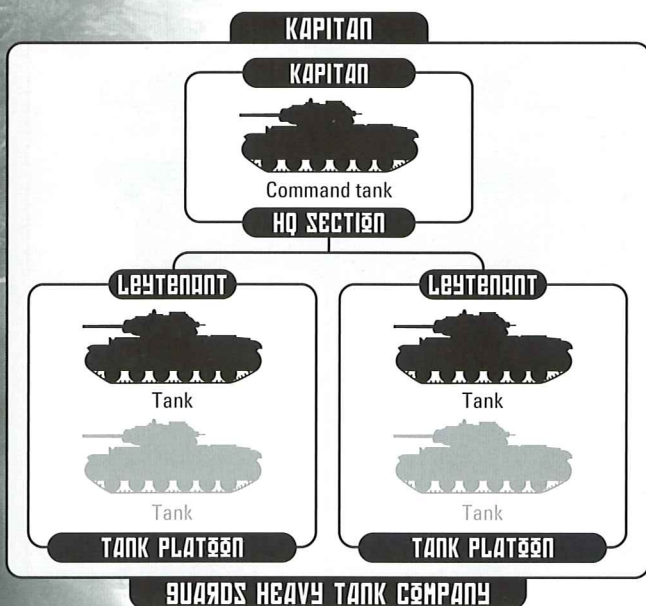 KAPITAN
KAPITAN
Command tank
HQ SECTION
LEYTENANT
LEYTENANT
Tank
Tank
Tank
Tank
TANK PLATOON
TANK PLATOON
GUARDS HEAVY TANK COMPANY